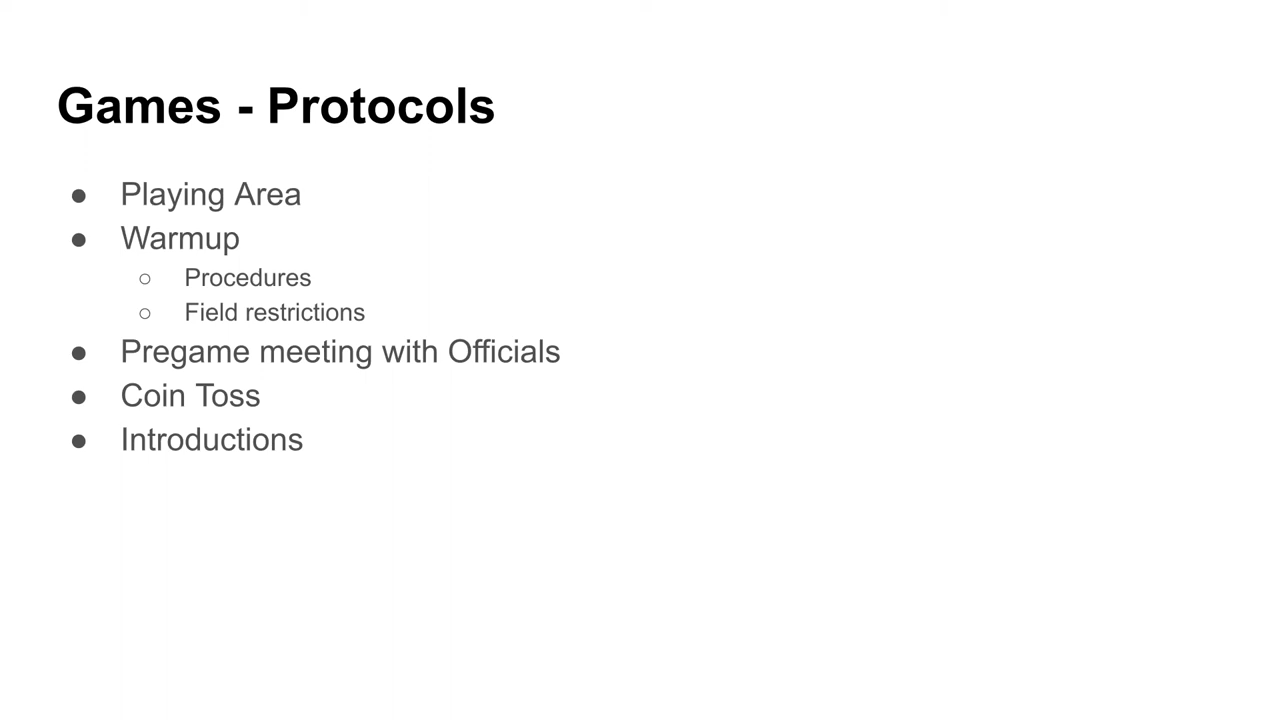 Games - Protocols
● Playing Area
● Warmup
○ Procedures
○ Field restrictions
● Pregame meeting with Officials
● Coin Toss
● Introductions